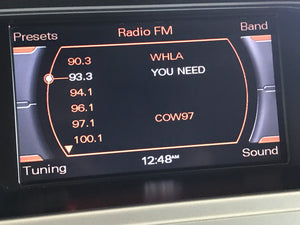 Presets Radio FM Band
90.3 WHLA
93.3 YOU NEED
94.1
96.1
97.1 COW97
100.1
12:48AM
Tuning Sound